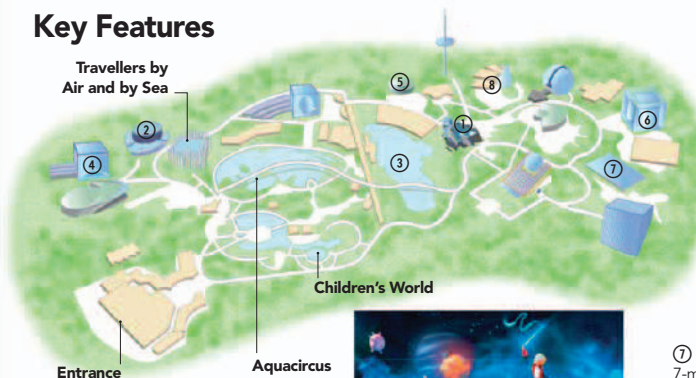 Key Features
Travellers by
Air and by Sea
⑤
⑧
②
①
⑥
④
③
⑦
Children's World
Entrance
Aquacircus
⑦
7-m